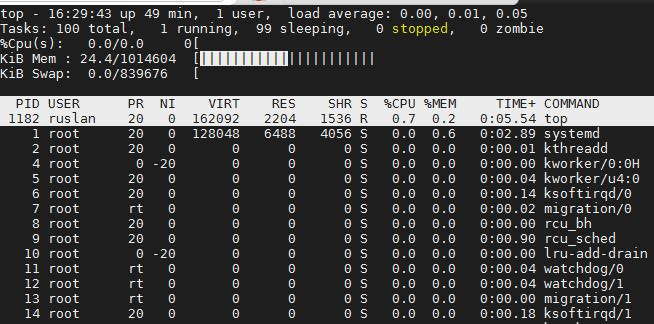 top - 16:29:43 up 49 min,  1 user,  load average: 0.00, 0.01, 0.05
Tasks: 100 total,   1 running,  99 sleeping,   0 stopped,   0 zombie
%Cpu(s):   0.0/0.0     0[
KiB Mem : 24.4/1014604  [||||||||||||||||||||||||
KiB Swap:  0.0/839676   [
PID USER      PR  NI    VIRT    RES    SHR S  %CPU %MEM     TIME+ COMMAND
1182 ruslan    20   0  162092   2204   1536 R   0.7  0.2   0:05.54 top
1 root      20   0  128048   6488   4056 S   0.0  0.6   0:02.89 systemd
2 root      20   0       0      0      0 S   0.0  0.0   0:00.01 kthreadd
4 root       0 -20       0      0      0 S   0.0  0.0   0:00.00 kworker/0:0H
5 root      20   0       0      0      0 S   0.0  0.0   0:00.04 kworker/u4:0
6 root      20   0       0      0      0 S   0.0  0.0   0:00.14 ksoftirqd/0
7 root      rt   0       0      0      0 S   0.0  0.0   0:00.02 migration/0
8 root      20   0       0      0      0 S   0.0  0.0   0:00.00 rcu_bh
9 root      20   0       0      0      0 S   0.0  0.0   0:00.90 rcu_sched
10 root       0 -20       0      0      0 S   0.0  0.0   0:00.00 lru-add-drain
11 root      rt   0       0      0      0 S   0.0  0.0   0:00.04 watchdog/0
12 root      rt   0       0      0      0 S   0.0  0.0   0:00.04 watchdog/1
13 root      rt   0       0      0      0 S   0.0  0.0   0:00.00 migration/1
14 root      20   0       0      0      0 S   0.0  0.0   0:00.18 ksoftirqd/1